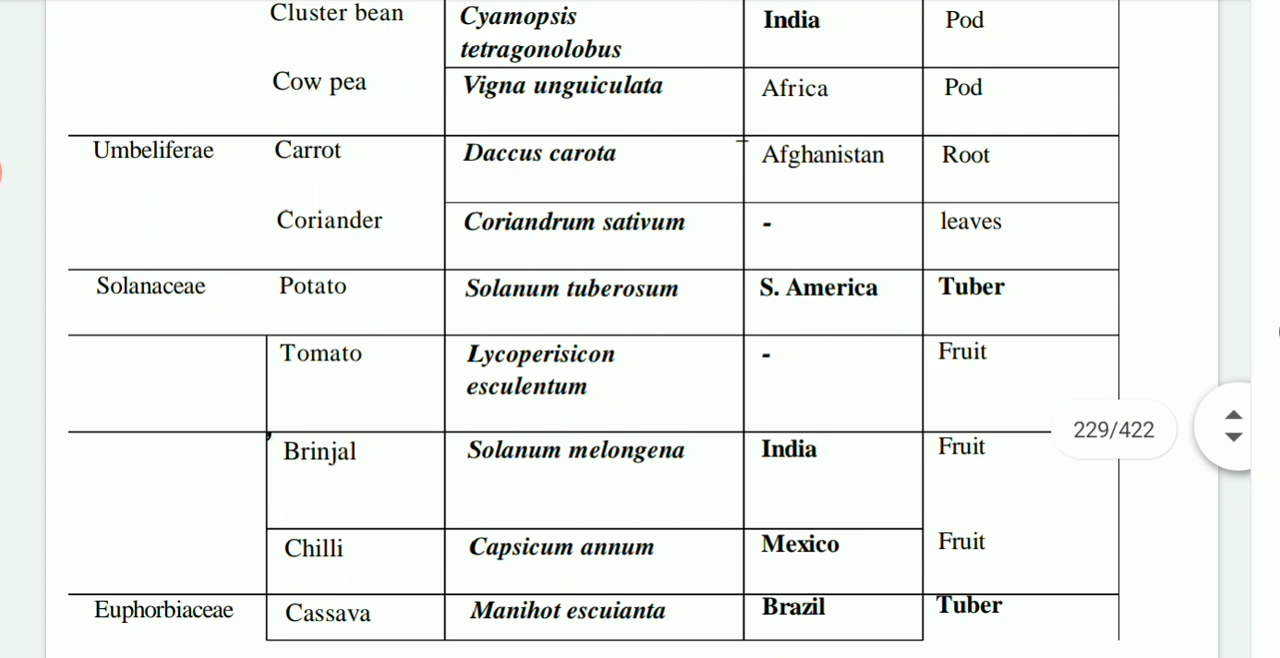 Cluster bean Cyamopsis India Pod
tetragonolobus
Cow pea Vigna unguiculata Africa Pod
Umbeliferae Carrot Daccus carota Afghanistan Root
Coriander Coriandrum sativum - leaves
Solanaceae Potato Solanum tuberosum S. America Tuber
Tomato Lycoperisicon - Fruit
esculentum
229/422
Brinjal Solanum melongena India Fruit
Chilli Capsicum annum Mexico Fruit
Euphorbiaceae Cassava Manihot escuianta Brazil Tuber